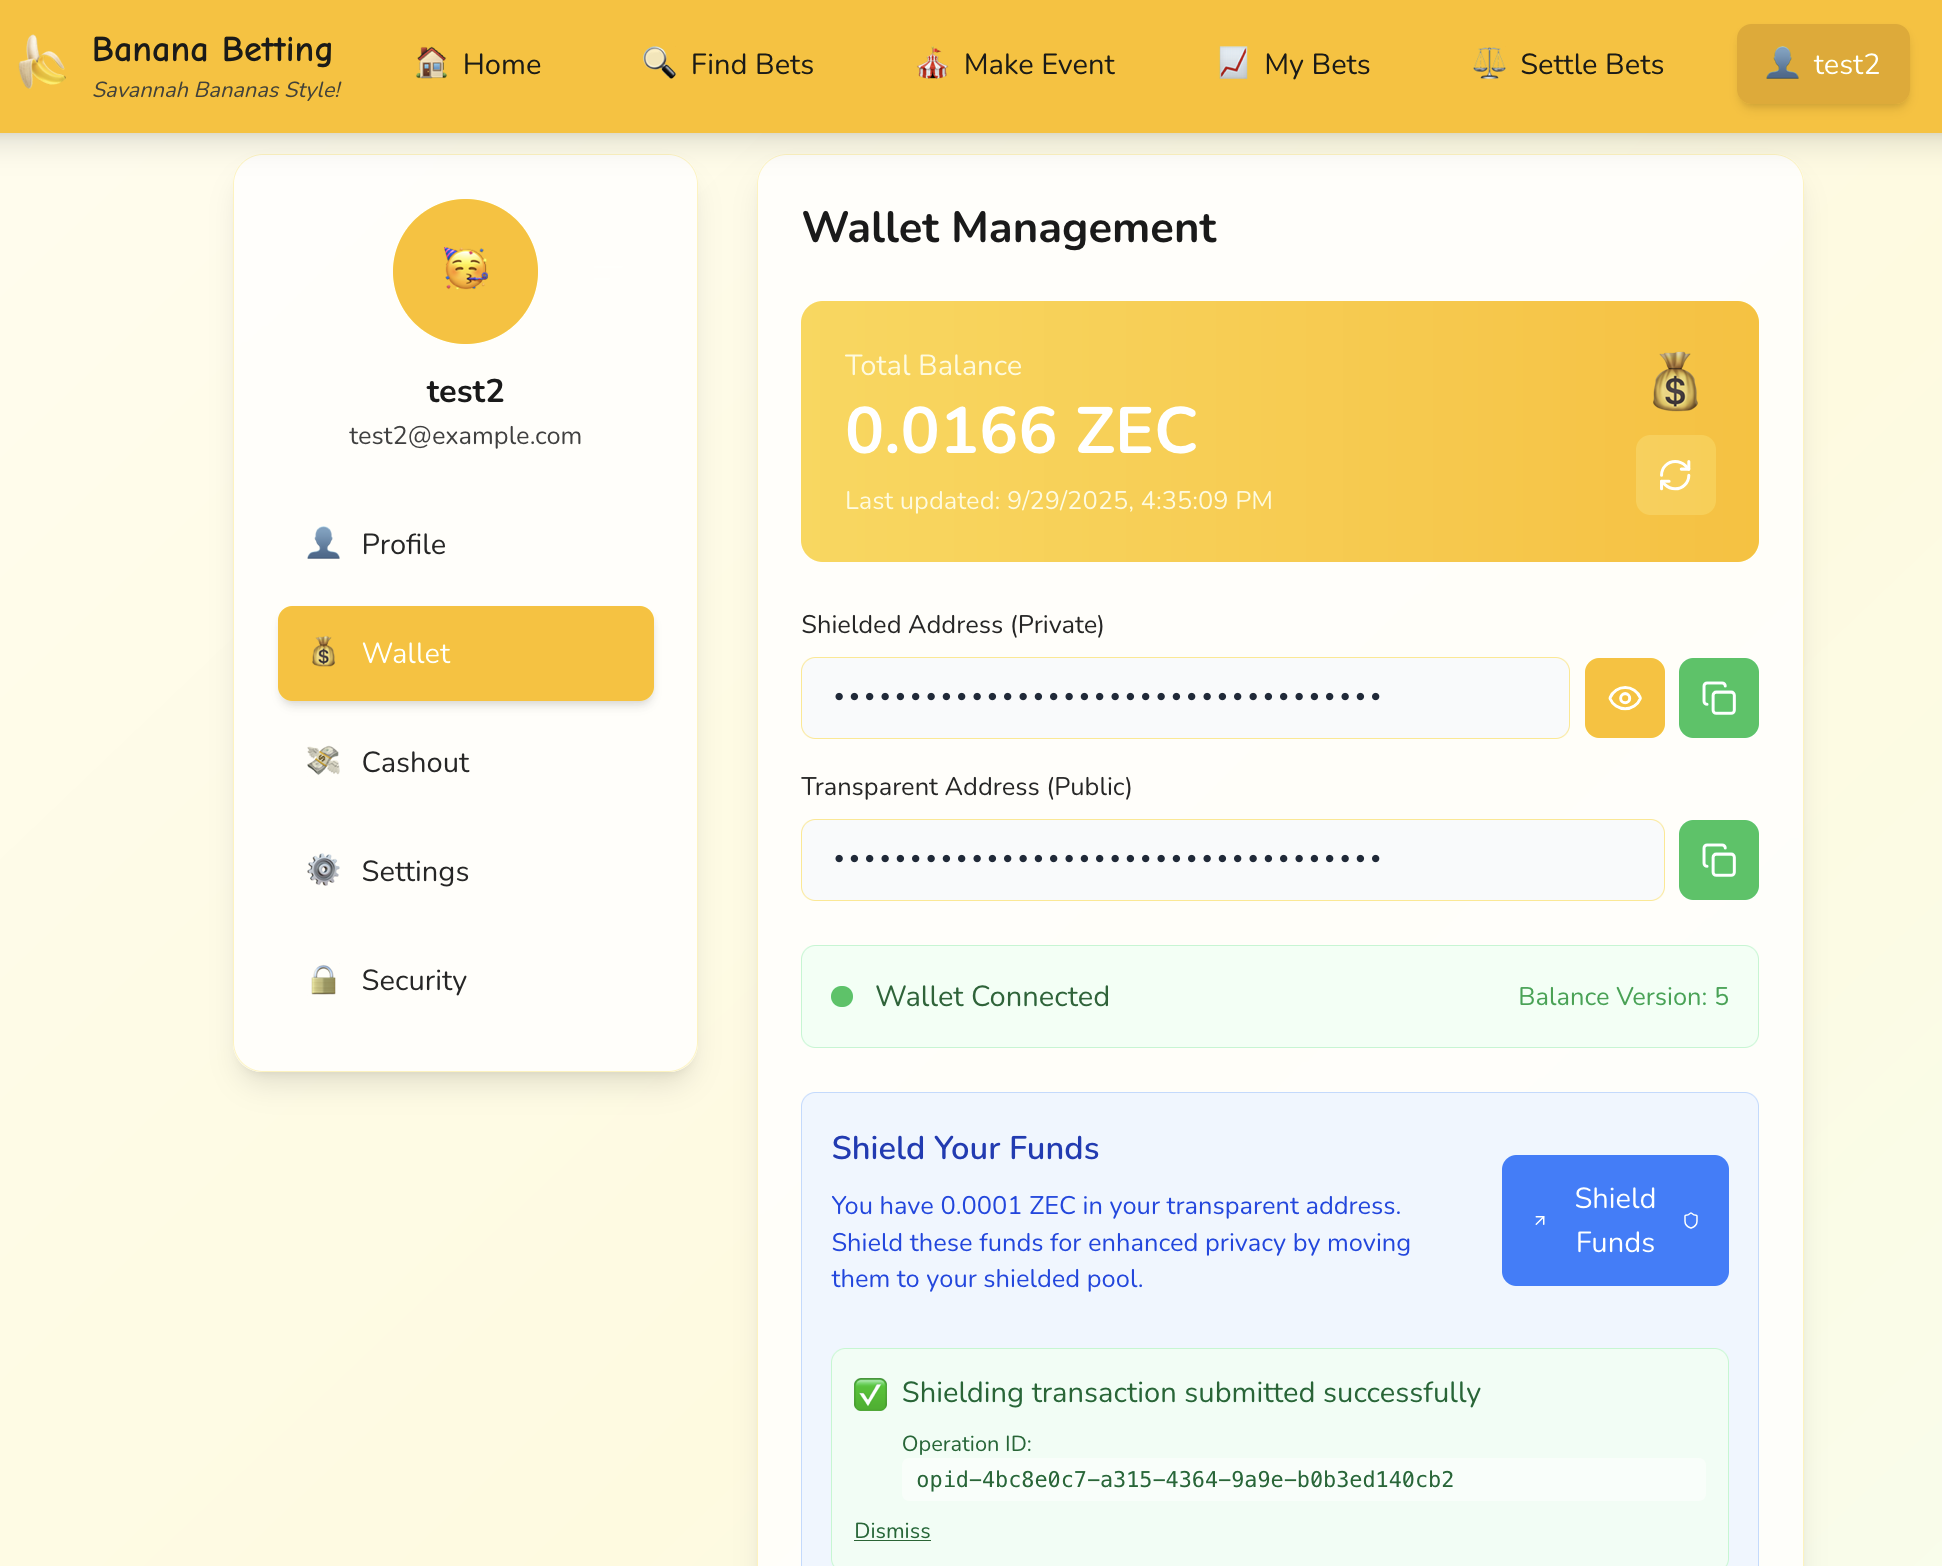 Banana Betting
Savannah Bananas Style!
Home
Find Bets
Make Event
My Bets
Settle Bets
test2
test2
test2@example.com
Profile
Wallet
Cashout
Settings
Security
Wallet Management
Total Balance
0.0166 ZEC
Last updated: 9/29/2025, 4:35:09 PM
Shielded Address (Private)
••••••••••••••••••••••••••••••••••••
Transparent Address (Public)
••••••••••••••••••••••••••••••••••••
Wallet Connected
Balance Version: 5
Shield Your Funds
You have 0.0001 ZEC in your transparent address.
Shield these funds for enhanced privacy by moving
them to your shielded pool.
Shield
Funds
Shielding transaction submitted successfully
Operation ID:
opid-4bc8e0c7-a315-4364-9a9e-b0b3ed140cb2
Dismiss